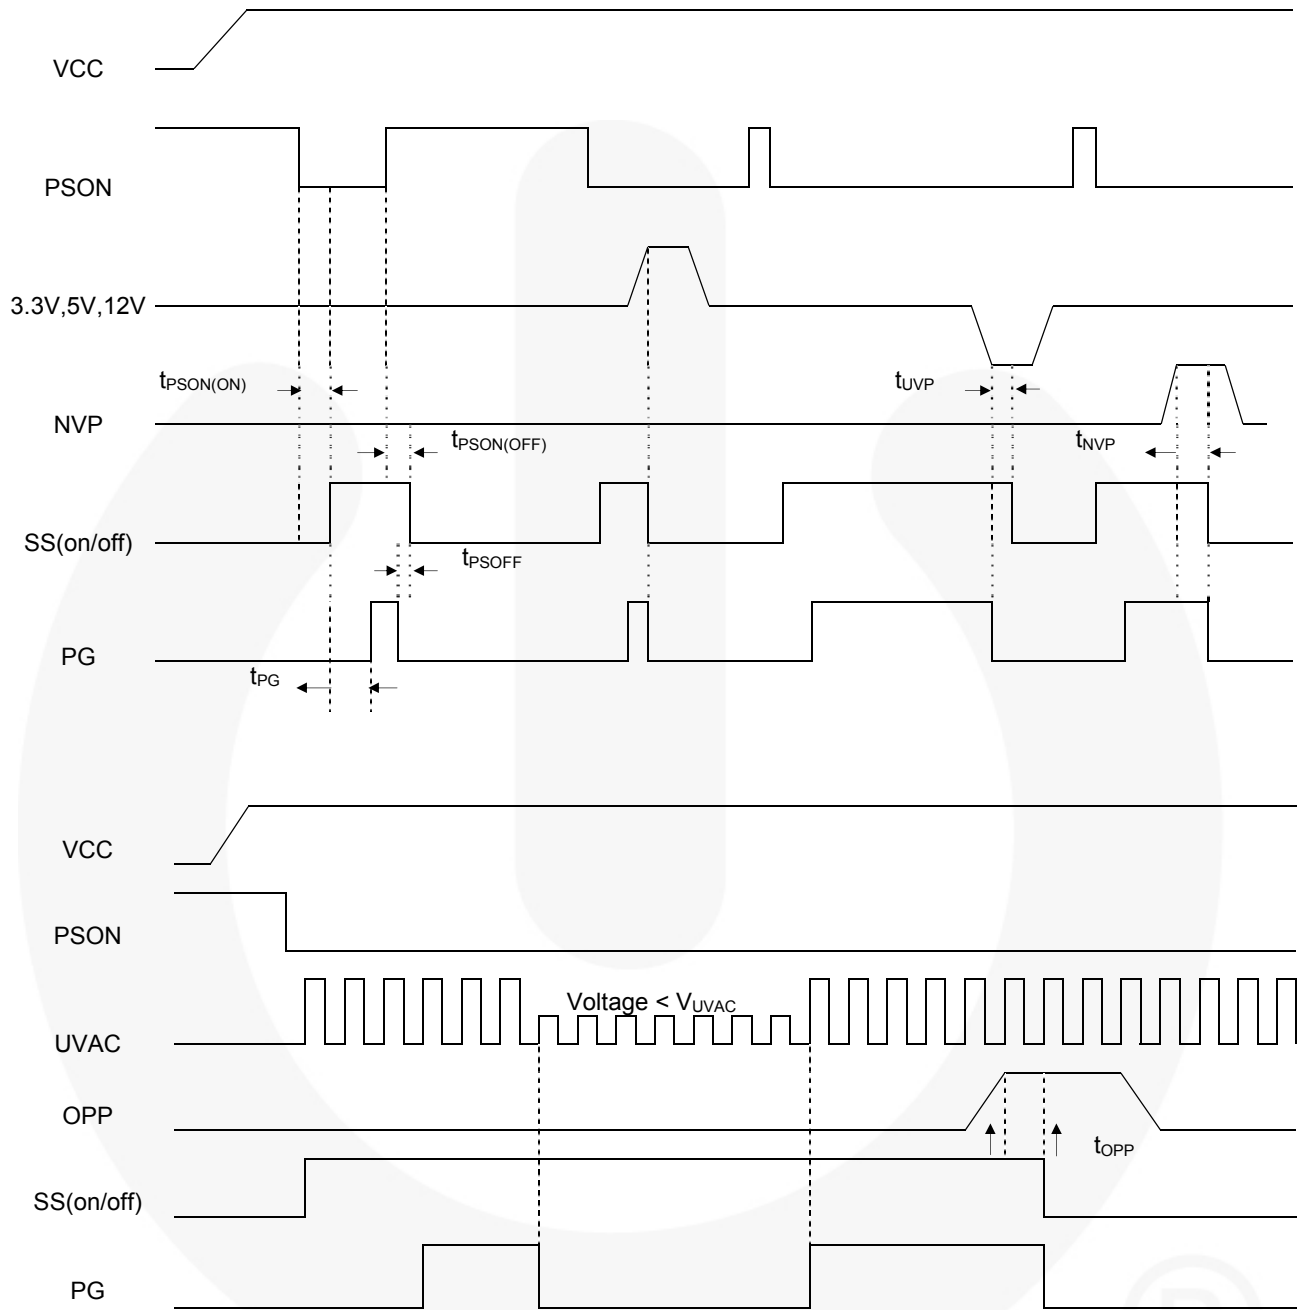 VCC
PSON
3.3V,5V,12V
tPSON(ON)
tUVP
NVP
tPSON(OFF)
tNVP
SS(on/off)
tPSOFF
PG
tPG
VCC
PSON
Voltage < VUVAC
UVAC
OPP
tOPP
SS(on/off)
PG
R